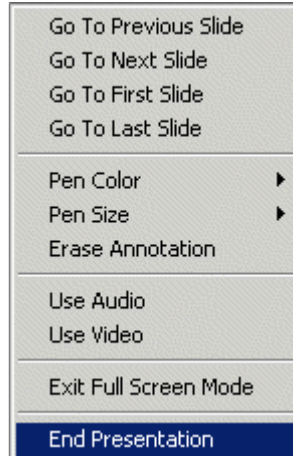 Go To Previous Slide
Go To Next Slide
Go To First Slide
Go To Last Slide
Pen Color
Pen Size
Erase Annotation
Use Audio
Use Video
Exit Full Screen Mode
End Presentation